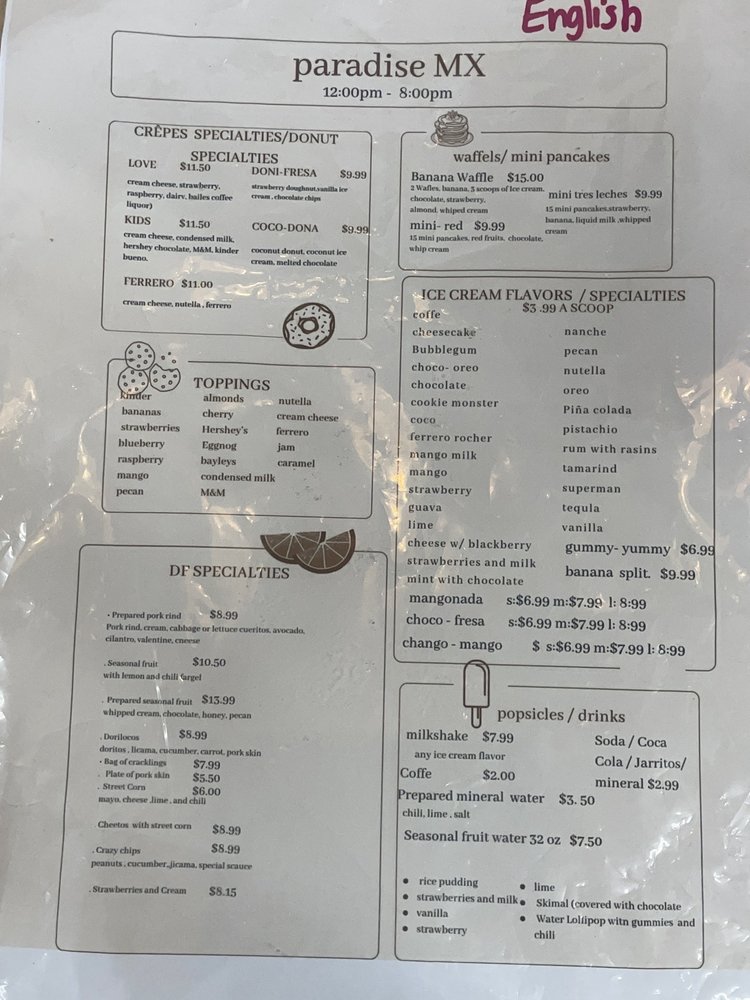 English
paradise MX
12:00pm - 8:00pm
CRÊPES SPECIALTIES/DONUT
SPECIALTIES
LOVE $11.50
cream cheese, strawberry,
raspberry, dairy, bailes coffee
liquor)
KIDS $11.50
cream cheese, condensed milk,
hershey chocolate, M&M, kinder
bueno.
FERRERO $11.00
cream cheese, nutella , ferrero
DONI-FRESA $9.99
strawberry doughnut,vanilla ice
cream , chocolate chips
COCO-DONA $9.99
coconut donut, coconut ice
cream, melted chocolate
waffels/ mini pancakes
Banana Waffle $15.00
2 Wafles, banana, 3 scoops of Ice cream,
chocolate, strawberry,
almond, whiped cream
mini- red $9.99
15 mini pancakes, red fruits, chocolate,
whip cream
mini tres leches $9.99
15 mini pancakes,strawberry,
banana, liquid milk ,whipped
cream
TOPPINGS
kinder
bananas
strawberries
blueberry
raspberry
mango
pecan
almonds
cherry
Hershey's
Eggnog
bayleys
condensed milk
M&M
nutella
cream cheese
ferrero
jam
caramel
ICE CREAM FLAVORS / SPECIALTIES
$3 .99 A SCOOP
coffe
cheesecake
Bubblegum
choco- oreo
chocolate
cookie monster
coco
ferrero rocher
mango milk
mango
strawberry
guava
lime
cheese w/ blackberry
strawberries and milk
mint with chocolate
nanche
pecan
nutella
oreo
Piña colada
pistachio
rum with rasins
tamarind
superman
tequla
vanilla
gummy- yummy $6.99
banana split. $9.99
mangonada s:$6.99 m:$7.99 l: 8:99
choco - fresa s:$6.99 m:$7.99 l: 8:99
chango - mango $ s:$6.99 m:$7.99 l: 8:99
DF SPECIALTIES
· Prepared pork rind $8.99
Pork rind, cream, cabbage or lettuce cueritos, avocado,
cilantro, valentine, cneese
. Seasonal fruit $10.50
with lemon and chili fargel
. Prepared seasonal fruit $13.99
whipped cream, chocolate, honey, pecan
. Dorilocos $8.99
doritos , licama, cucumber, carrot, pork skin
· Bag of cracklings $7.99
. Plate of pork skin $5.50
. Street Corn $6.00
mayo, cheese ,lime , and chili
. Cheetos with street corn $8.99
. Crazy chips $8.99
peanuts , cucumber,,jicama, special scauce
. Strawberries and Cream $8.15
popsicles / drinks
milkshake $7.99
any ice cream flavor
Coffe $2.00
Soda / Coca
Cola / Jarritos/
mineral $2.99
Prepared mineral water $3. 50
chili, lime , salt
Seasonal fruit water 32 oz $7.50
• rice pudding
• strawberries and milk
• vanilla
• strawberry
• lime
• Skimal (covered with chocolate
• Water Lollipop witn gummies and
chili